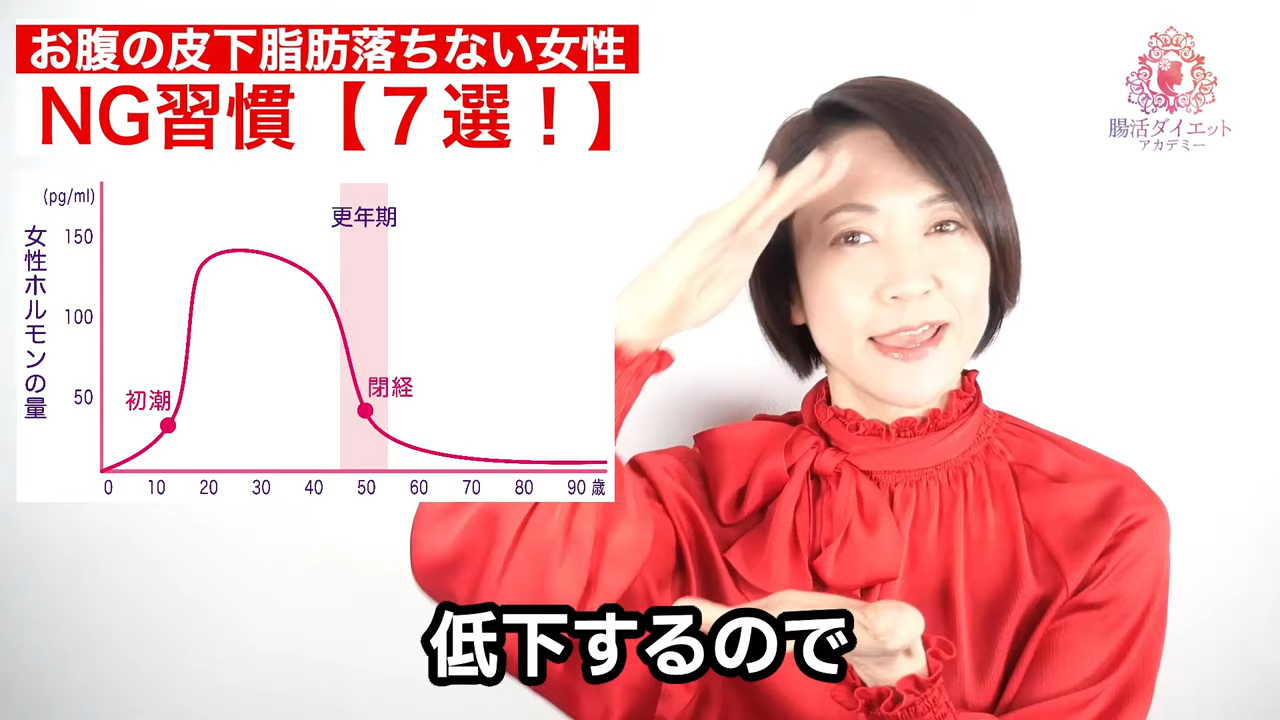 お腹の皮下脂肪落ちない女性
NG習慣【７選！】
腸活ダイエット
アカデミー
(pg/ml)
女性ホルモンの量
150
100
50
更年期
初潮
閉経
0 10 20 30 40 50 60 70 80 90 歳
低下するので